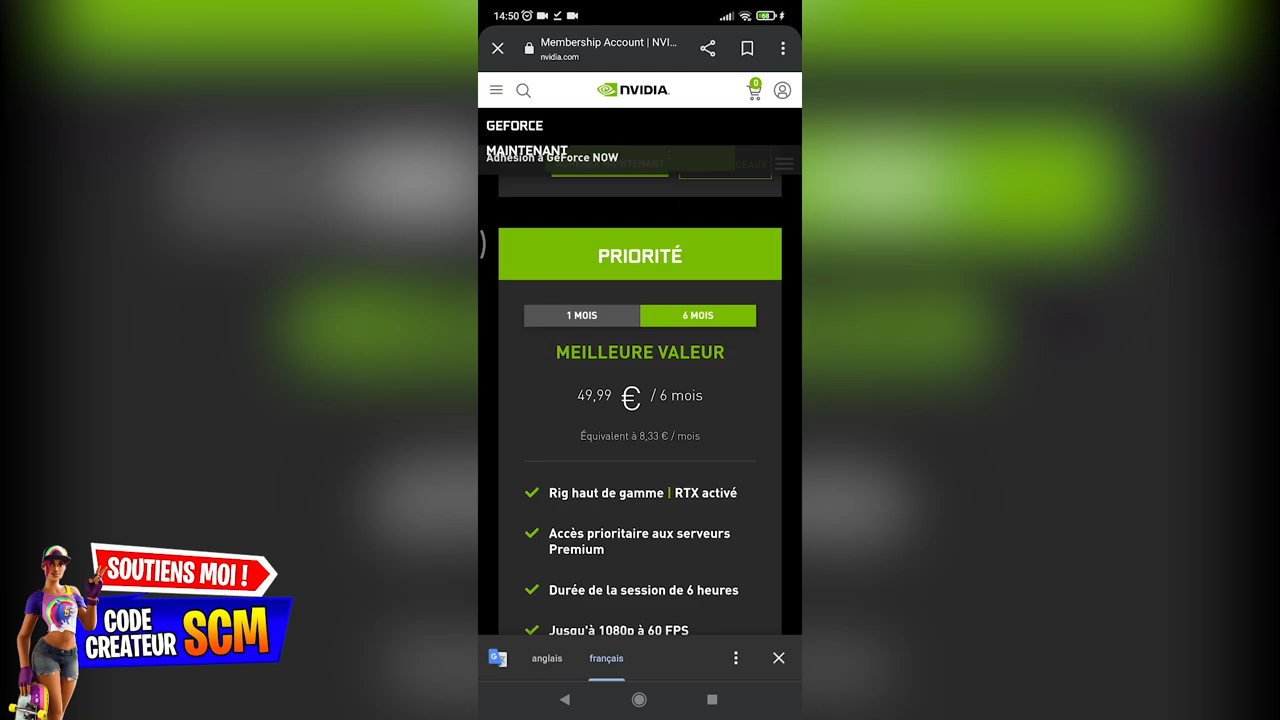 14:50
68
Membership Account | NVI...
nvidia.com
0
NVIDIA.
GEFORCE
MAINTENANT
Adhésion à GeForce NOW
PRIORITÉ
1 MOIS
6 MOIS
MEILLEURE VALEUR
49,99 € / 6 mois
Équivalent à 8,33 € / mois
Rig haut de gamme | RTX activé
Accès prioritaire aux serveurs
Premium
Durée de la session de 6 heures
Jusqu'à 1080p à 60 FPS
anglais
français
SOUTIENS MOI !
CODE
CREATEUR SCM